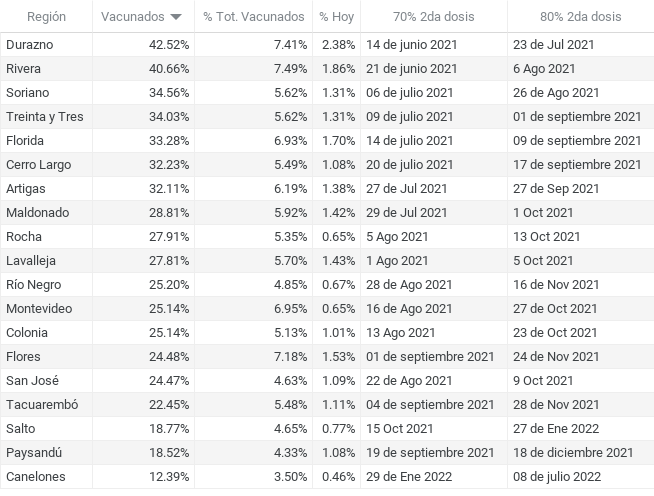 Región Vacunados % Tot. Vacunados % Hoy 70% 2da dosis 80% 2da dosis
Durazno 42.52% 7.41% 2.38% 14 de junio 2021 23 de Jul 2021
Rivera 40.66% 7.49% 1.86% 21 de junio 2021 6 Ago 2021
Soriano 34.56% 5.62% 1.31% 06 de julio 2021 26 de Ago 2021
Treinta y Tres 34.03% 5.62% 1.31% 09 de julio 2021 01 de septiembre 2021
Florida 33.28% 6.93% 1.70% 14 de julio 2021 09 de septiembre 2021
Cerro Largo 32.23% 5.49% 1.08% 20 de julio 2021 17 de septiembre 2021
Artigas 32.11% 6.19% 1.38% 27 de Jul 2021 27 de Sep 2021
Maldonado 28.81% 5.92% 1.42% 29 de Jul 2021 1 Oct 2021
Rocha 27.91% 5.35% 0.65% 5 Ago 2021 13 Oct 2021
Lavalleja 27.81% 5.70% 1.43% 1 Ago 2021 5 Oct 2021
Río Negro 25.20% 4.85% 0.67% 28 de Ago 2021 16 de Nov 2021
Montevideo 25.14% 6.95% 0.65% 16 de Ago 2021 27 de Oct 2021
Colonia 25.14% 5.13% 1.01% 13 Ago 2021 23 de Oct 2021
Flores 24.48% 7.18% 1.53% 01 de septiembre 2021 24 de Nov 2021
San José 24.47% 4.63% 1.09% 22 de Ago 2021 9 Oct 2021
Tacuarembó 22.45% 5.48% 1.11% 04 de septiembre 2021 28 de Nov 2021
Salto 18.77% 4.65% 0.77% 15 Oct 2021 27 de Ene 2022
Paysandú 18.52% 4.33% 1.08% 19 de septiembre 2021 18 de diciembre 2021
Canelones 12.39% 3.50% 0.46% 29 de Ene 2022 08 de julio 2022